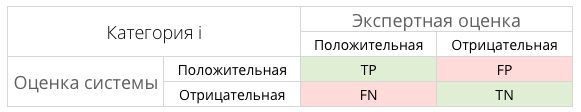 Категория i
Экспертная оценка
Положительная Отрицательная
Оценка системы
Положительная TP FP
Отрицательная FN TN